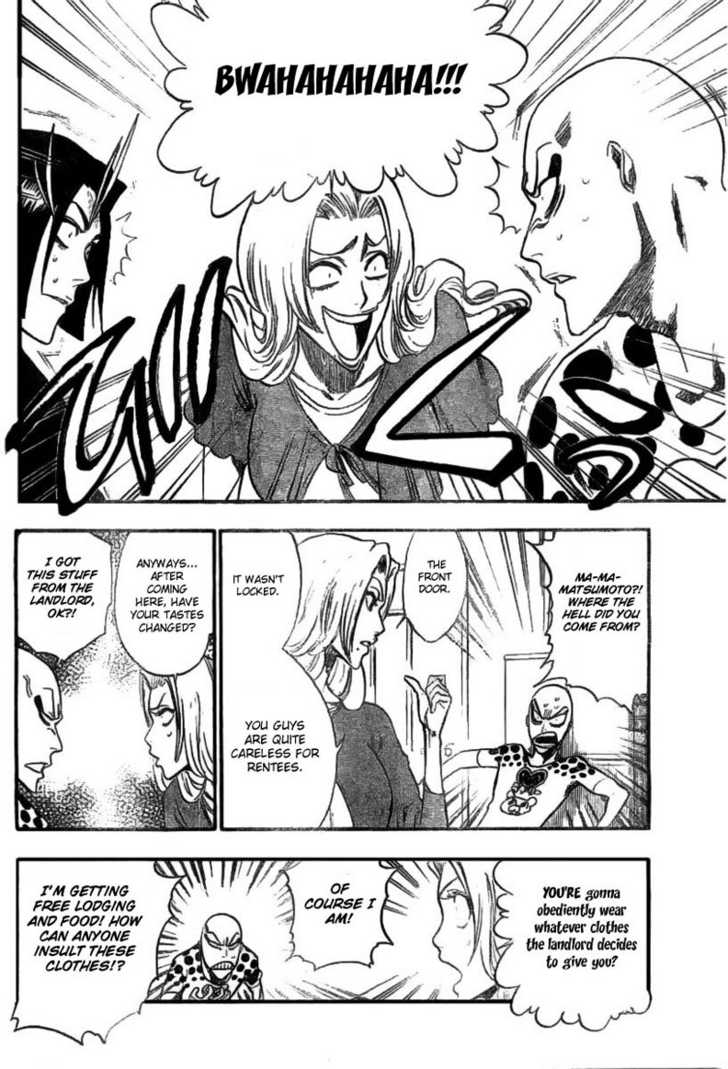 BWAHAHAHAHA!!!
MA-MA-
MATSUMOTO?!
WHERE THE
HELL DID YOU
COME FROM?
THE
FRONT
DOOR.
IT WASN'T
LOCKED.
YOU GUYS
ARE QUITE
CARELESS FOR
RENTEES.
ANYWAYS...
AFTER
COMING
HERE, HAVE
YOUR TASTES
CHANGED?
I GOT
THIS STUFF
FROM THE
LANDLORD,
OK?!
YOU'RE gonna
obediently wear
whatever clothes
the landlord decides
to give you?
OF
COURSE I
AM!
I'M GETTING
FREE LODGING
AND FOOD! HOW
CAN ANYONE
INSULT THESE
CLOTHES!?